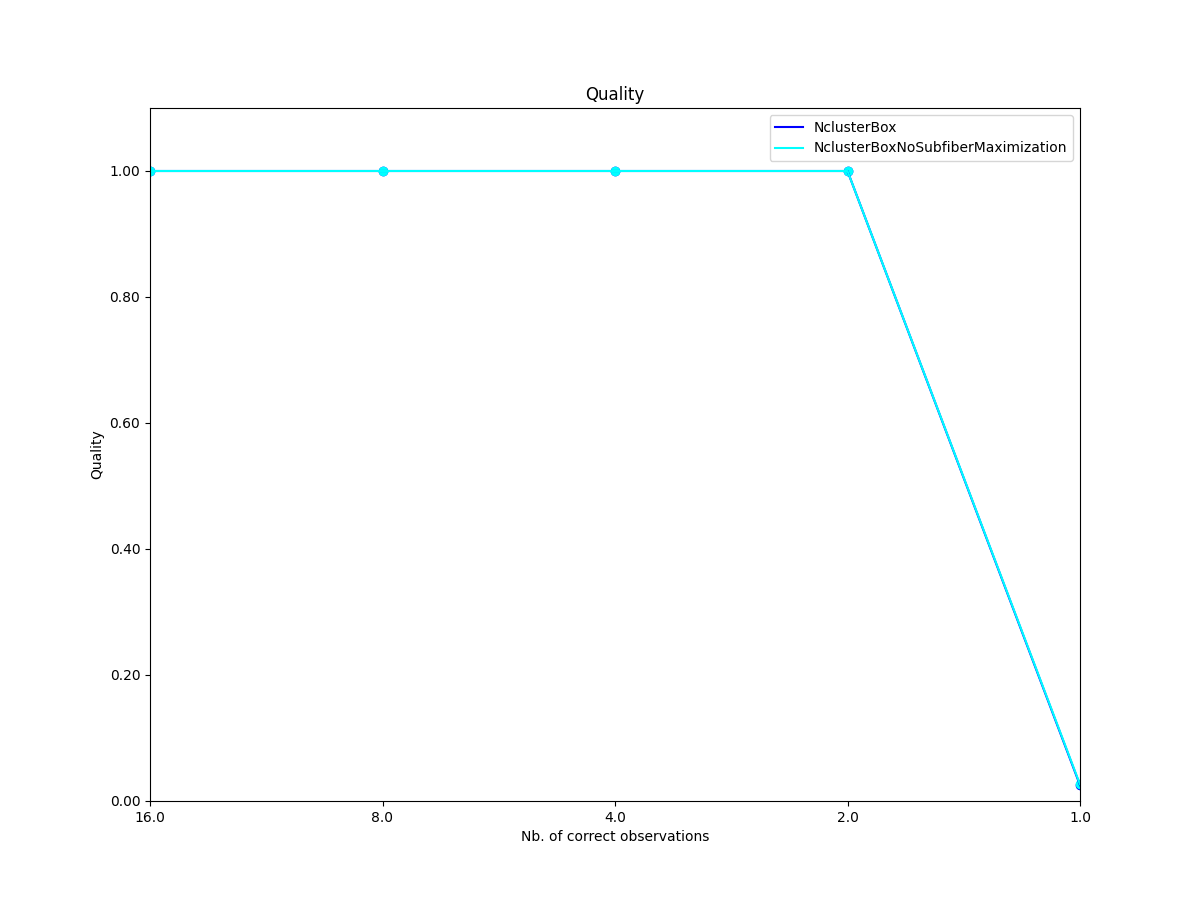 Quality
NclusterBox
NclusterBoxNoSubfiberMaximization
1.00
0.80
0.60
0.40
0.20
0.00
Quality
16.0 8.0 4.0 2.0 1.0
Nb. of correct observations